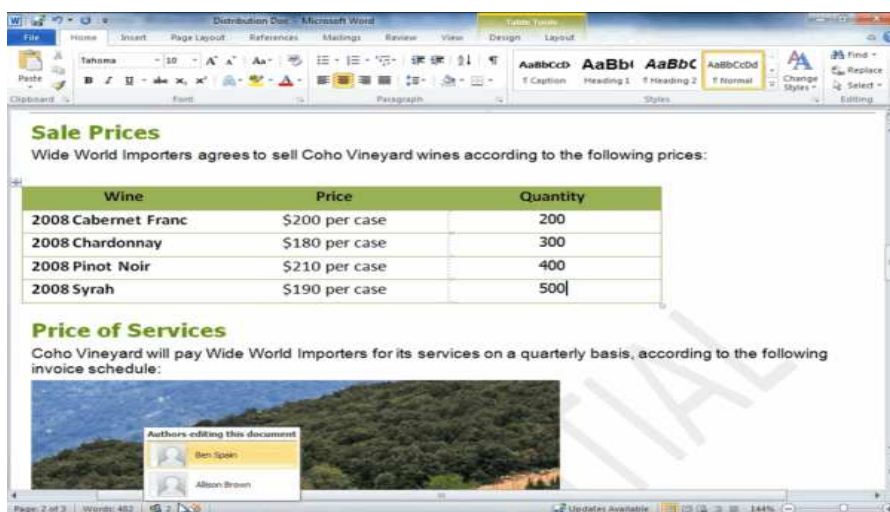 Distribution Doc - Microsoft Word
Table Tools
File Home Insert Page Layout References Mailings Review View Design Layout
Tahoma 10
Paste
Find
Replace
Select
AaBbCcD AaBbC AaBbC AaBbCcDd
¶ Caption Heading 1 ¶ Heading 2 ¶ Normal
Change Styles
Clipboard Font Paragraph Styles Editing
Sale Prices
Wide World Importers agrees to sell Coho Vineyard wines according to the following prices:
Wine Price Quantity
2008 Cabernet Franc $200 per case 200
2008 Chardonnay $180 per case 300
2008 Pinot Noir $210 per case 400
2008 Syrah $190 per case 500
Price of Services
Coho Vineyard will pay Wide World Importers for its services on a quarterly basis, according to the following
invoice schedule:
Authors editing this document
Ben Spain
Allison Brown
Page: 2 of 3 Words: 452 2 Updates Available 144%